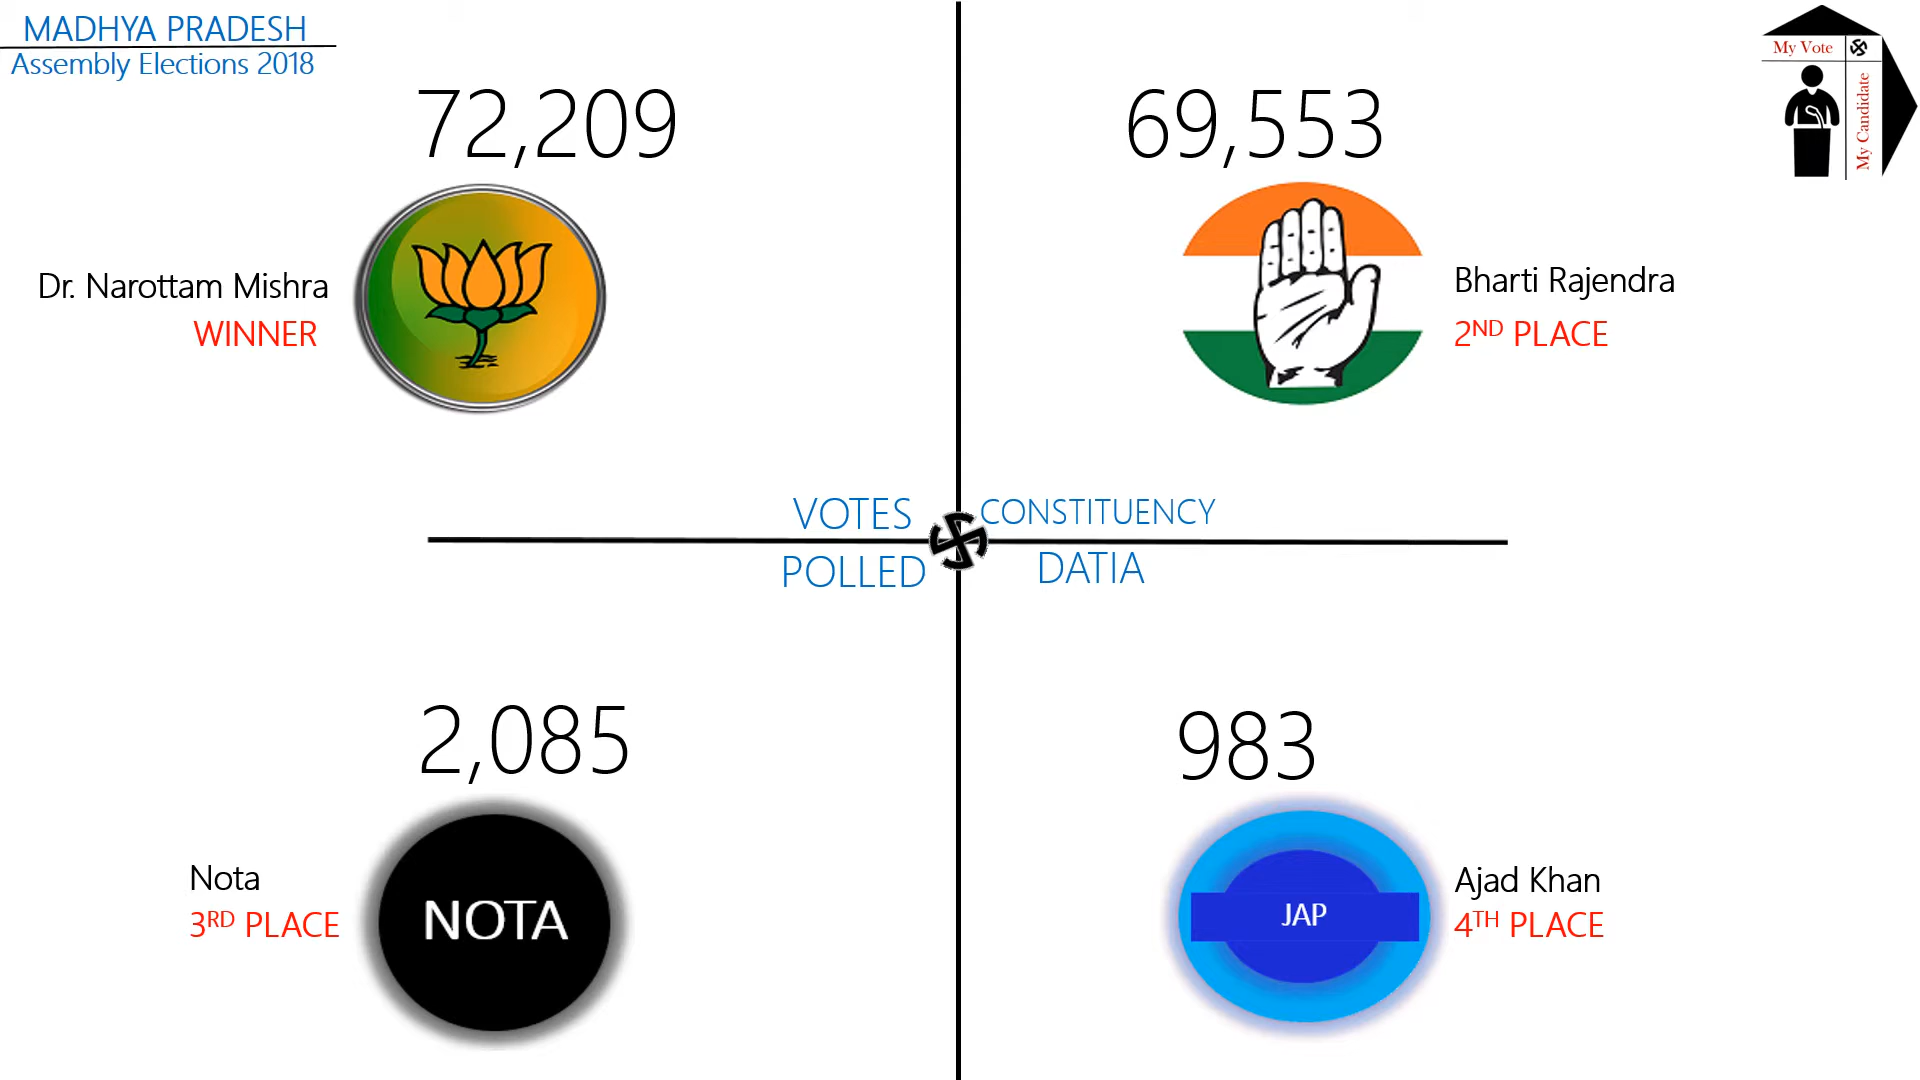 MADHYA PRADESH
Assembly Elections 2018
My Vote
My Candidate
72,209
Dr. Narottam Mishra
WINNER
69,553
Bharti Rajendra
2ND PLACE
VOTES
POLLED
CONSTITUENCY
DATIA
2,085
Nota
3RD PLACE
NOTA
983
JAP
Ajad Khan
4TH PLACE